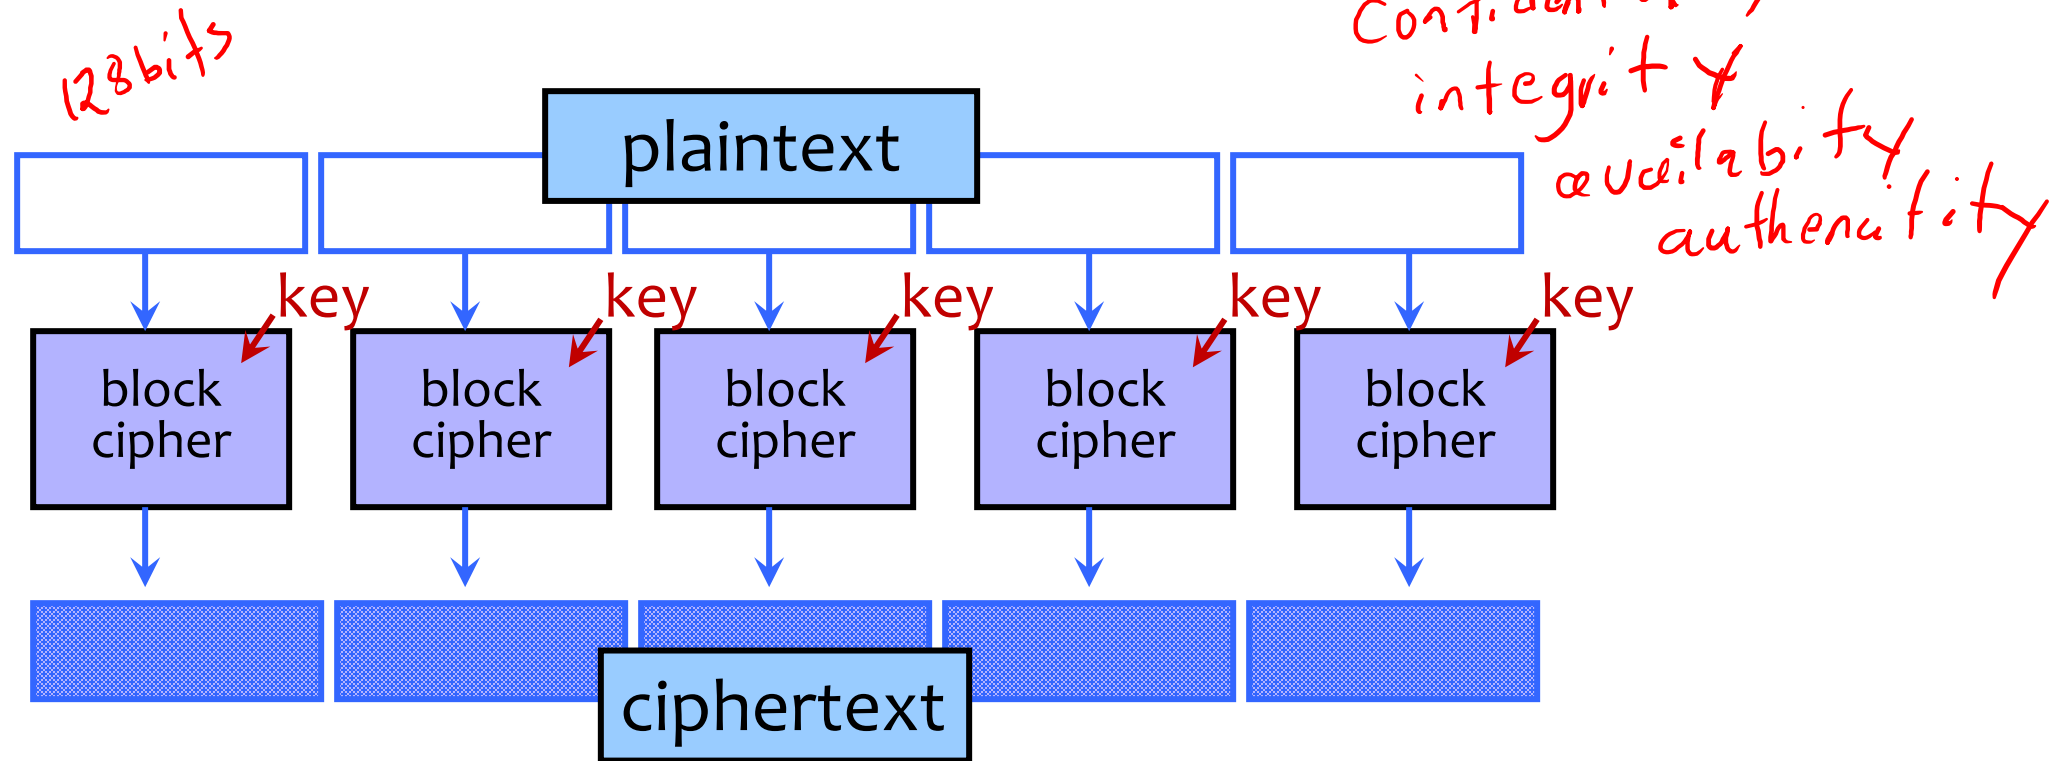 128bits
integrity
plaintext
availabity
key key key key key
block block block block block
cipher cipher cipher cipher cipher
ciphertext